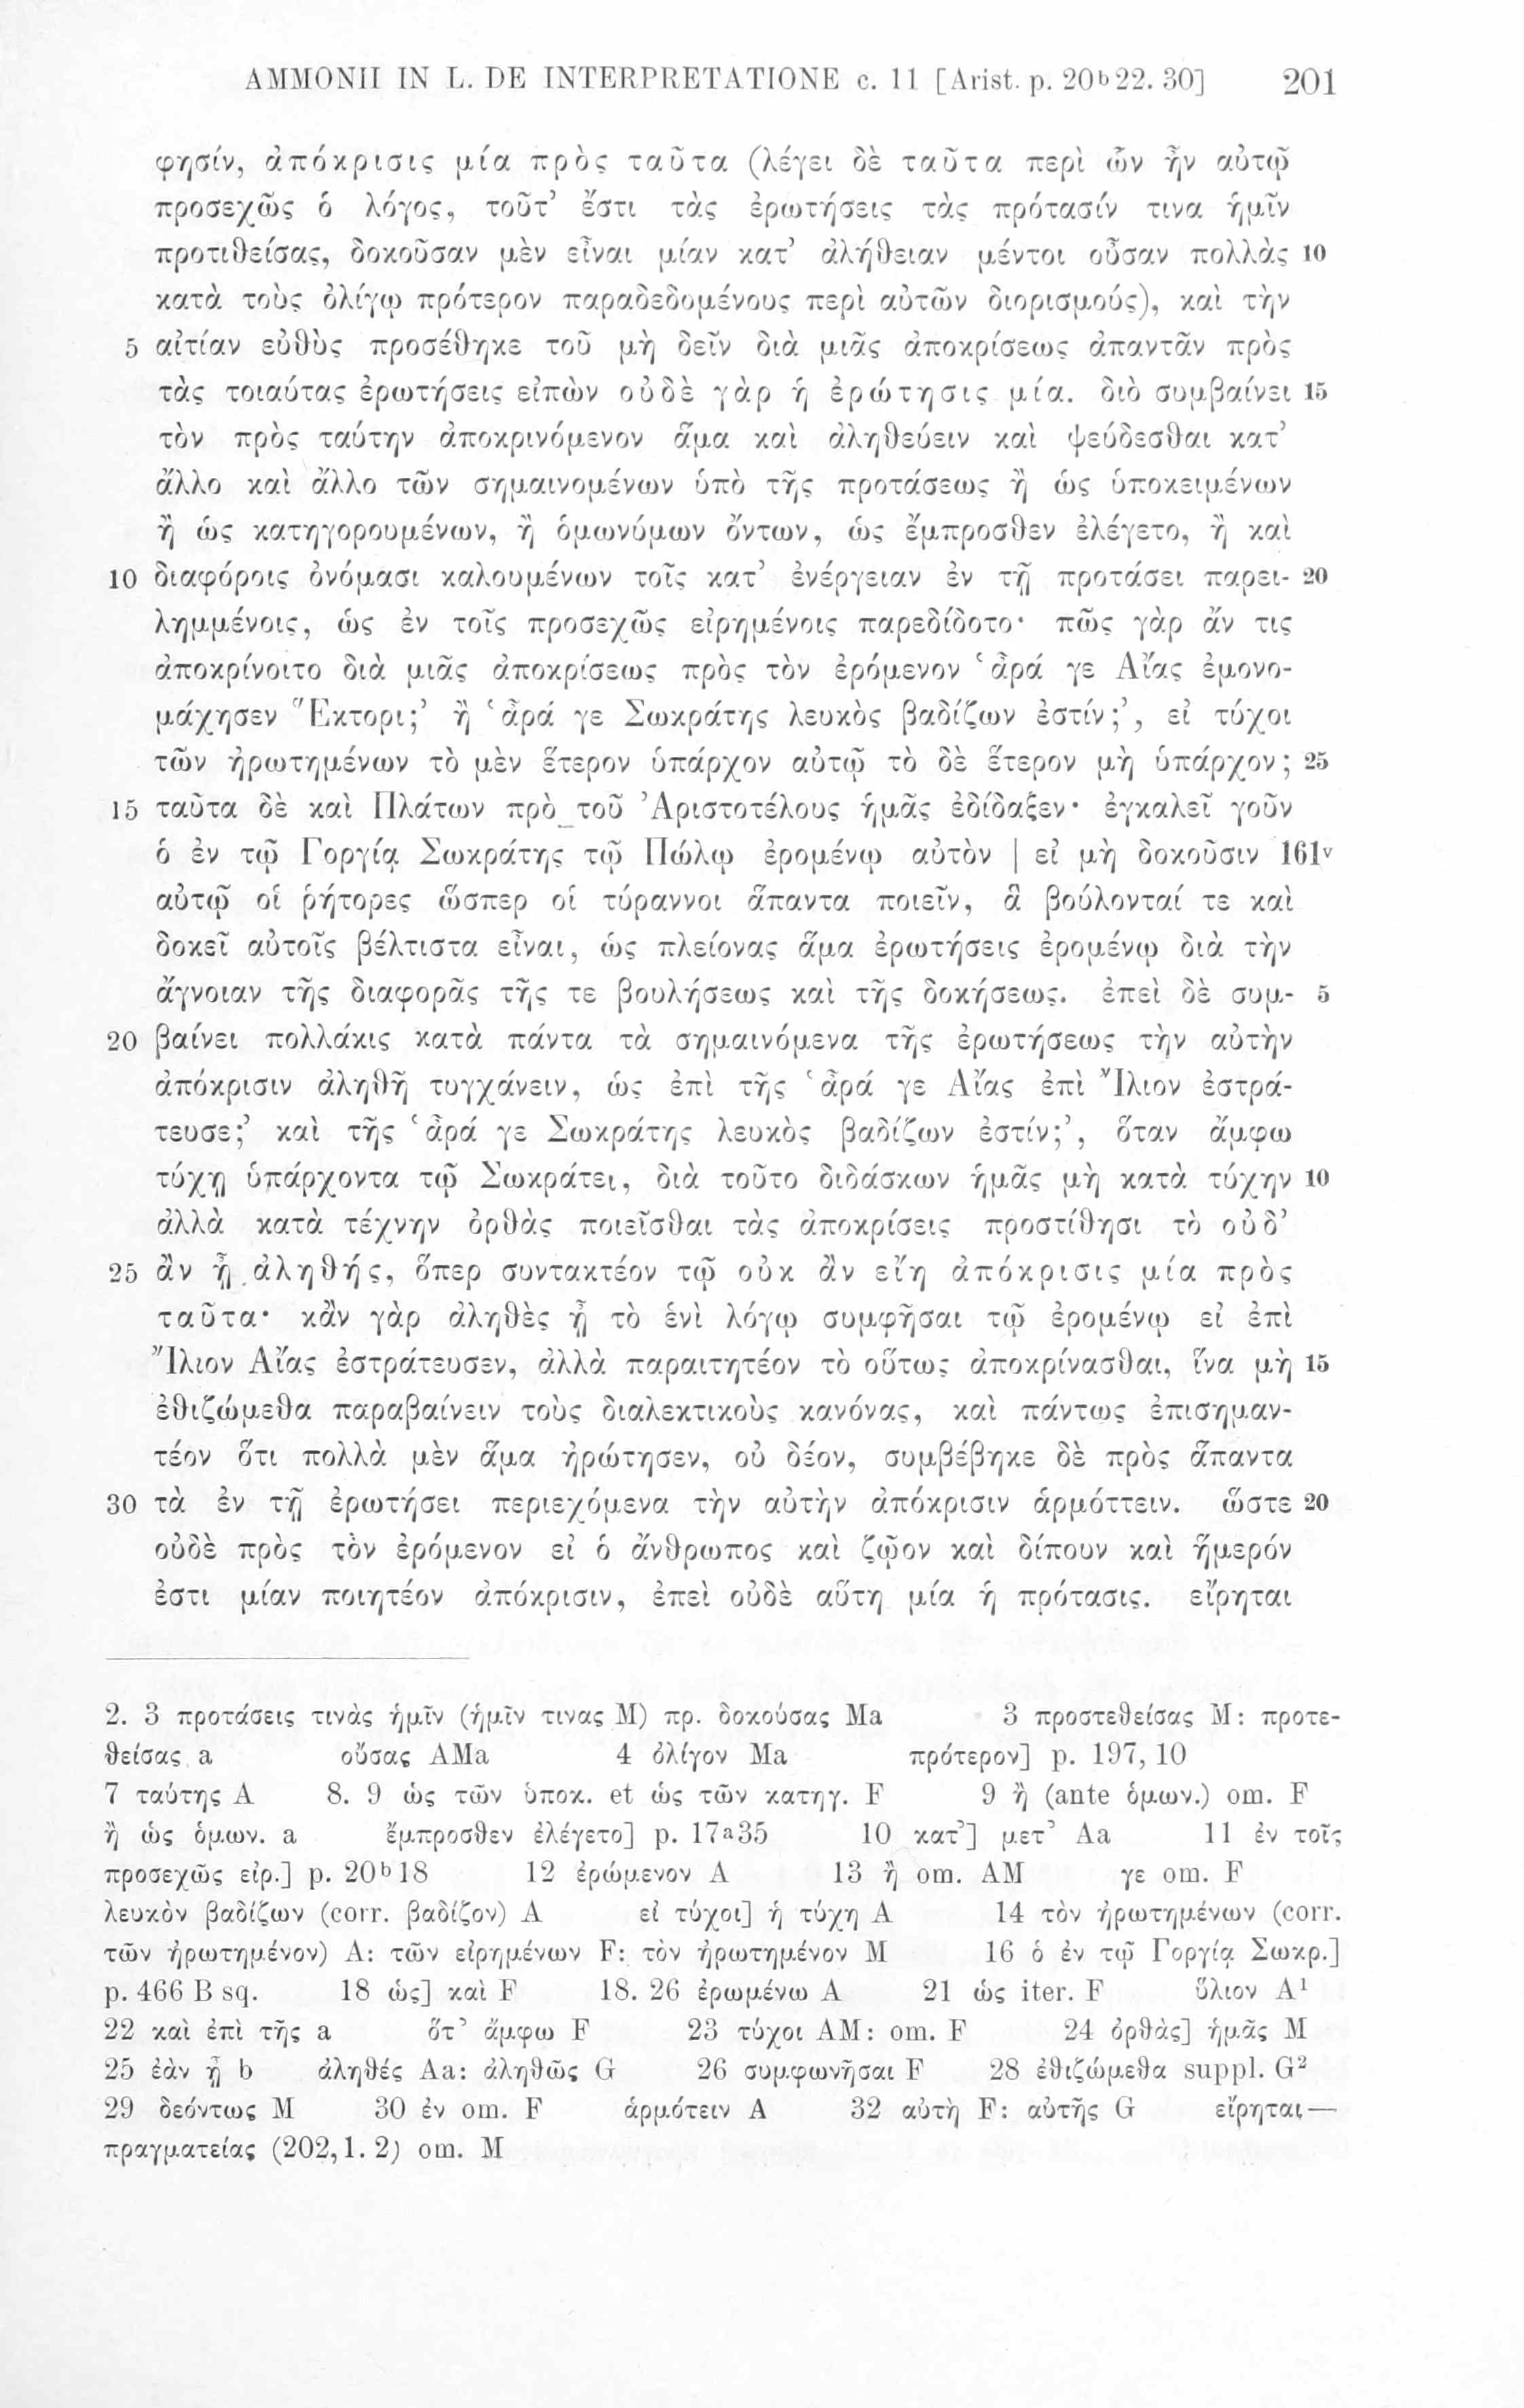 AMMONII IN L. DE INTERPRETATIONE c. 11 [Arist. p. 20ᵇ22. 30] 201
φησίν, ἀπόκρισις μία πρὸς ταῦτα (λέγει δὲ ταῦτα περὶ ὧν ἦν αὐτῷ
προσεχῶς ὁ λόγος, τοῦτ’ ἔστι τὰς ἐρωτήσεις τὰς πρότασίν τινα ἡμῖν
προτιθείσας, δοκοῦσαν μὲν εἶναι μίαν κατ’ ἀλήθειαν μέντοι οὖσαν πολλὰς 10
κατὰ τοὺς ὀλίγῳ πρότερον παραδεδομένους περὶ αὐτῶν διορισμούς), καὶ τὴν
5 αἰτίαν εὐθὺς προσέθηκε τοῦ μὴ δεῖν διὰ μιᾶς ἀποκρίσεως ἀπαντᾶν πρὸς
τὰς τοιαύτας ἐρωτήσεις εἰπὼν οὐδὲ γὰρ ἡ ἐρώτησις μία. διὸ συμβαίνει 15
τὸν πρὸς ταύτην ἀποκρινόμενον ἅμα καὶ ἀληθεύειν καὶ ψεύδεσθαι κατ’
ἄλλο καὶ ἄλλο τῶν σημαινομένων ὑπὸ τῆς προτάσεως ἢ ὡς ὑποκειμένων
ἢ ὡς κατηγορουμένων, ἢ ὁμωνύμων ὄντων, ὡς ἔμπροσθεν ἐλέγετο, ἢ καὶ
10 διαφόροις ὀνόμασι καλουμένων τοῖς κατ’ ἐνέργειαν ἐν τῇ προτάσει παρει- 20
λημμένοις, ὡς ἐν τοῖς προσεχῶς εἰρημένοις παρεδίδοτο· πῶς γὰρ ἄν τις
ἀποκρίνοιτο διὰ μιᾶς ἀποκρίσεως πρὸς τὸν ἐρόμενον ‘ἆρά γε Αἴας ἐμονο-
μάχησεν Ἕκτορι;’ ἢ ‘ἆρά γε Σωκράτης λευκὸς βαδίζων ἐστίν;’, εἰ τύχοι
τῶν ἠρωτημένων τὸ μὲν ἕτερον ὑπάρχον αὐτῷ τὸ δὲ ἕτερον μὴ ὑπάρχον; 25
15 ταῦτα δὲ καὶ Πλάτων πρὸ τοῦ Ἀριστοτέλους ἡμᾶς ἐδίδαξεν· ἐγκαλεῖ γοῦν
ὁ ἐν τῷ Γοργίᾳ Σωκράτης τῷ Πώλῳ ἐρομένῳ αὐτὸν | εἰ μὴ δοκοῦσιν 161ᵛ
αὐτῷ οἱ ῥήτορες ὥσπερ οἱ τύραννοι ἅπαντα ποιεῖν, ἃ βούλονταί τε καὶ
δοκεῖ αὐτοῖς βέλτιστα εἶναι, ὡς πλείονας ἅμα ἐρωτήσεις ἐρομένῳ διὰ τὴν
ἄγνοιαν τῆς διαφορᾶς τῆς τε βουλήσεως καὶ τῆς δοκήσεως. ἐπεὶ δὲ συμ- 5
20 βαίνει πολλάκις κατὰ πάντα τὰ σημαινόμενα τῆς ἐρωτήσεως τὴν αὐτὴν
ἀπόκρισιν ἀληθῆ τυγχάνειν, ὡς ἐπὶ τῆς ‘ἆρά γε Αἴας ἐπὶ Ἴλιον ἐστρά-
τευσε;’ καὶ τῆς ‘ἆρά γε Σωκράτης λευκὸς βαδίζων ἐστίν;’, ὅταν ἄμφω
τύχῃ ὑπάρχοντα τῷ Σωκράτει, διὰ τοῦτο διδάσκων ἡμᾶς μὴ κατὰ τύχην 10
ἀλλὰ κατὰ τέχνην ὀρθὰς ποιεῖσθαι τὰς ἀποκρίσεις προστίθησι τὸ οὐδ’
25 ἂν ᾖ ἀληθής, ὅπερ συντακτέον τῷ οὐκ ἂν εἴη ἀπόκρισις μία πρὸς
ταῦτα· κἂν γὰρ ἀληθὲς ᾖ τὸ ἑνὶ λόγῳ συμφῆσαι τῷ ἐρομένῳ εἰ ἐπὶ
Ἴλιον Αἴας ἐστράτευσεν, ἀλλὰ παραιτητέον τὸ οὕτως ἀποκρίνασθαι, ἵνα μὴ 15
ἐθιζώμεθα παραβαίνειν τοὺς διαλεκτικοὺς κανόνας, καὶ πάντως ἐπισημαν-
τέον ὅτι πολλὰ μὲν ἅμα ἠρώτησεν, οὐ δέον, συμβέβηκε δὲ πρὸς ἅπαντα
30 τὰ ἐν τῇ ἐρωτήσει περιεχόμενα τὴν αὐτὴν ἀπόκρισιν ἁρμόττειν. ὥστε 20
οὐδὲ πρὸς τὸν ἐρόμενον εἰ ὁ ἄνθρωπος καὶ ζῷον καὶ δίπουν καὶ ἥμερόν
ἐστι μίαν ποιητέον ἀπόκρισιν, ἐπεὶ οὐδὲ αὕτη μία ἡ πρότασις. εἴρηται
2. 3 προτάσεις τινὰς ἡμῖν (ἡμῖν τινας M) πρ. δοκούσας Ma 3 προστεθείσας M: προτε-
θείσας a οὔσας AMa 4 ὀλίγον Ma πρότερον] p. 197, 10
7 ταύτης A 8. 9 ὡς τῶν ὑποκ. et ὡς τῶν κατηγ. F 9 ἢ (ante ὁμων.) om. F
ἢ ὡς ὁμων. a ἔμπροσθεν ἐλέγετο] p. 17ᵃ35 10 κατ’] μετ’ Aa 11 ἐν τοῖς
προσεχῶς εἰρ.] p. 20ᵇ18 12 ἐρώμενον A 13 ἢ om. AM γε om. F
λευκὸν βαδίζων (corr. βαδίζον) A εἰ τύχοι] ἡ τύχη A 14 τὸν ἠρωτημένων (corr.
τῶν ἠρωτημένον) A: τῶν εἰρημένων F: τὸν ἠρωτημένον M 16 ὁ ἐν τῷ Γοργίᾳ Σωκρ.]
p. 466 B sq. 18 ὡς] καὶ F 18. 26 ἐρωμένω A 21 ὡς iter. F ὕλιον A¹
22 καὶ ἐπὶ τῆς a ὅτ’ ἄμφω F 23 τύχοι AM: om. F 24 ὀρθὰς] ἡμᾶς M
25 ἐὰν ᾖ b ἀληθές Aa: ἀληθῶς G 26 συμφωνῆσαι F 28 ἐθιζώμεθα suppl. G²
29 δεόντως M 30 ἐν om. F ἁρμότειν A 32 αὐτὴ F: αὐτῆς G εἴρηται—
πραγματείας (202,1. 2) om. M